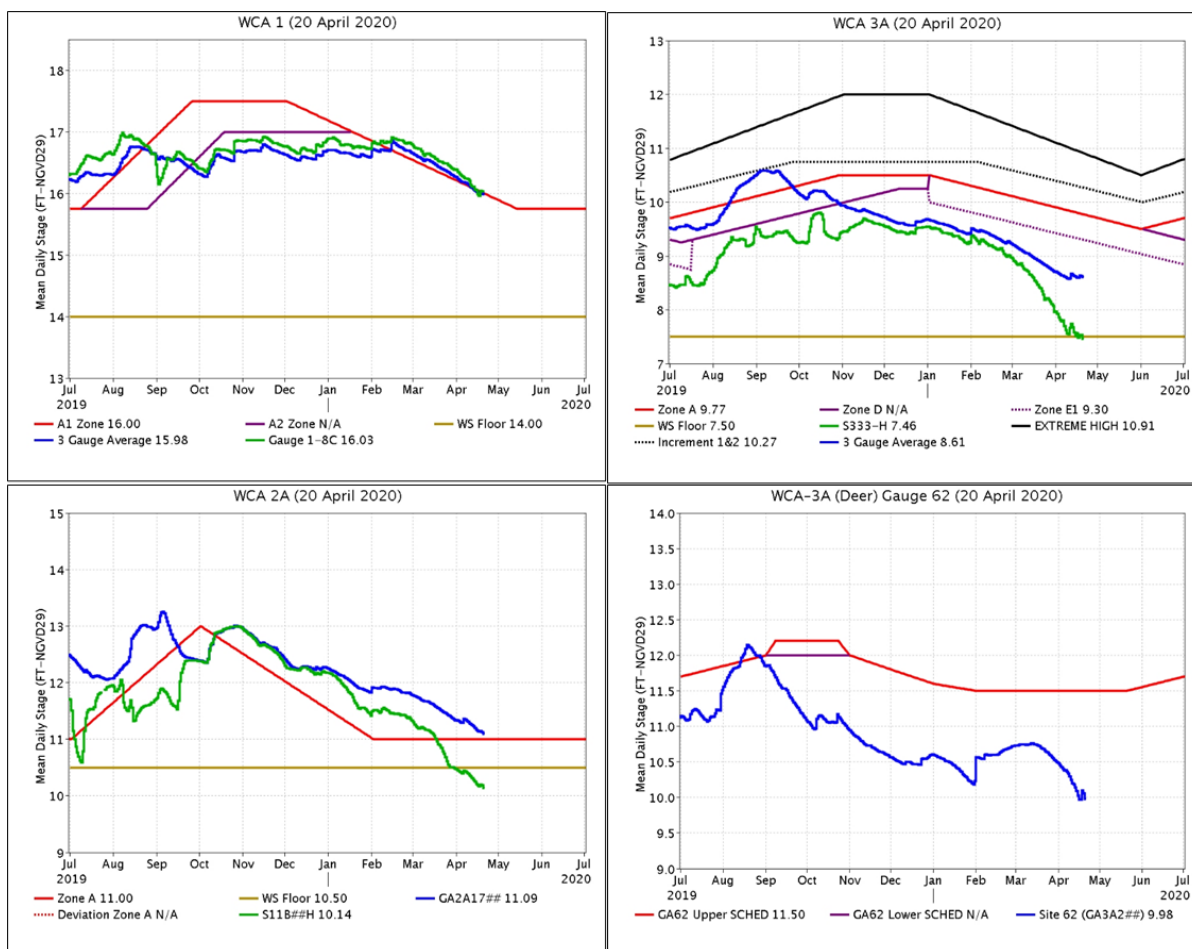 WCA 1 (20 April 2020)
Mean Daily Stage (FT-NGVD29)
18
17
16
15
14
13
Jul Aug Sep Oct Nov Dec Jan Feb Mar Apr May Jun Jul
2019 2020
A1 Zone 16.00 A2 Zone N/A WS Floor 14.00
3 Gauge Average 15.98 Gauge 1-8C 16.03
WCA 3A (20 April 2020)
Mean Daily Stage (FT-NGVD29)
13
12
11
10
9
8
7
Jul Aug Sep Oct Nov Dec Jan Feb Mar Apr May Jun Jul
2019 2020
Zone A 9.77 Zone D N/A Zone E1 9.30
WS Floor 7.50 S333-H 7.46 EXTREME HIGH 10.91
Increment 1&2 10.27 3 Gauge Average 8.61
WCA 2A (20 April 2020)
Mean Daily Stage (FT-NGVD29)
15
14
13
12
11
10
9
Jul Aug Sep Oct Nov Dec Jan Feb Mar Apr May Jun Jul
2019 2020
Zone A 11.00 WS Floor 10.50 GA2A17## 11.09
Deviation Zone A N/A S11B##H 10.14
WCA-3A (Deer) Gauge 62 (20 April 2020)
Mean Daily Stage (FT-NGVD29)
14.0
13.5
13.0
12.5
12.0
11.5
11.0
10.5
10.0
9.5
9.0
Jul Aug Sep Oct Nov Dec Jan Feb Mar Apr May Jun Jul
2019 2020
GA62 Upper SCHED 11.50 GA62 Lower SCHED N/A Site 62 (GA3A2##) 9.98